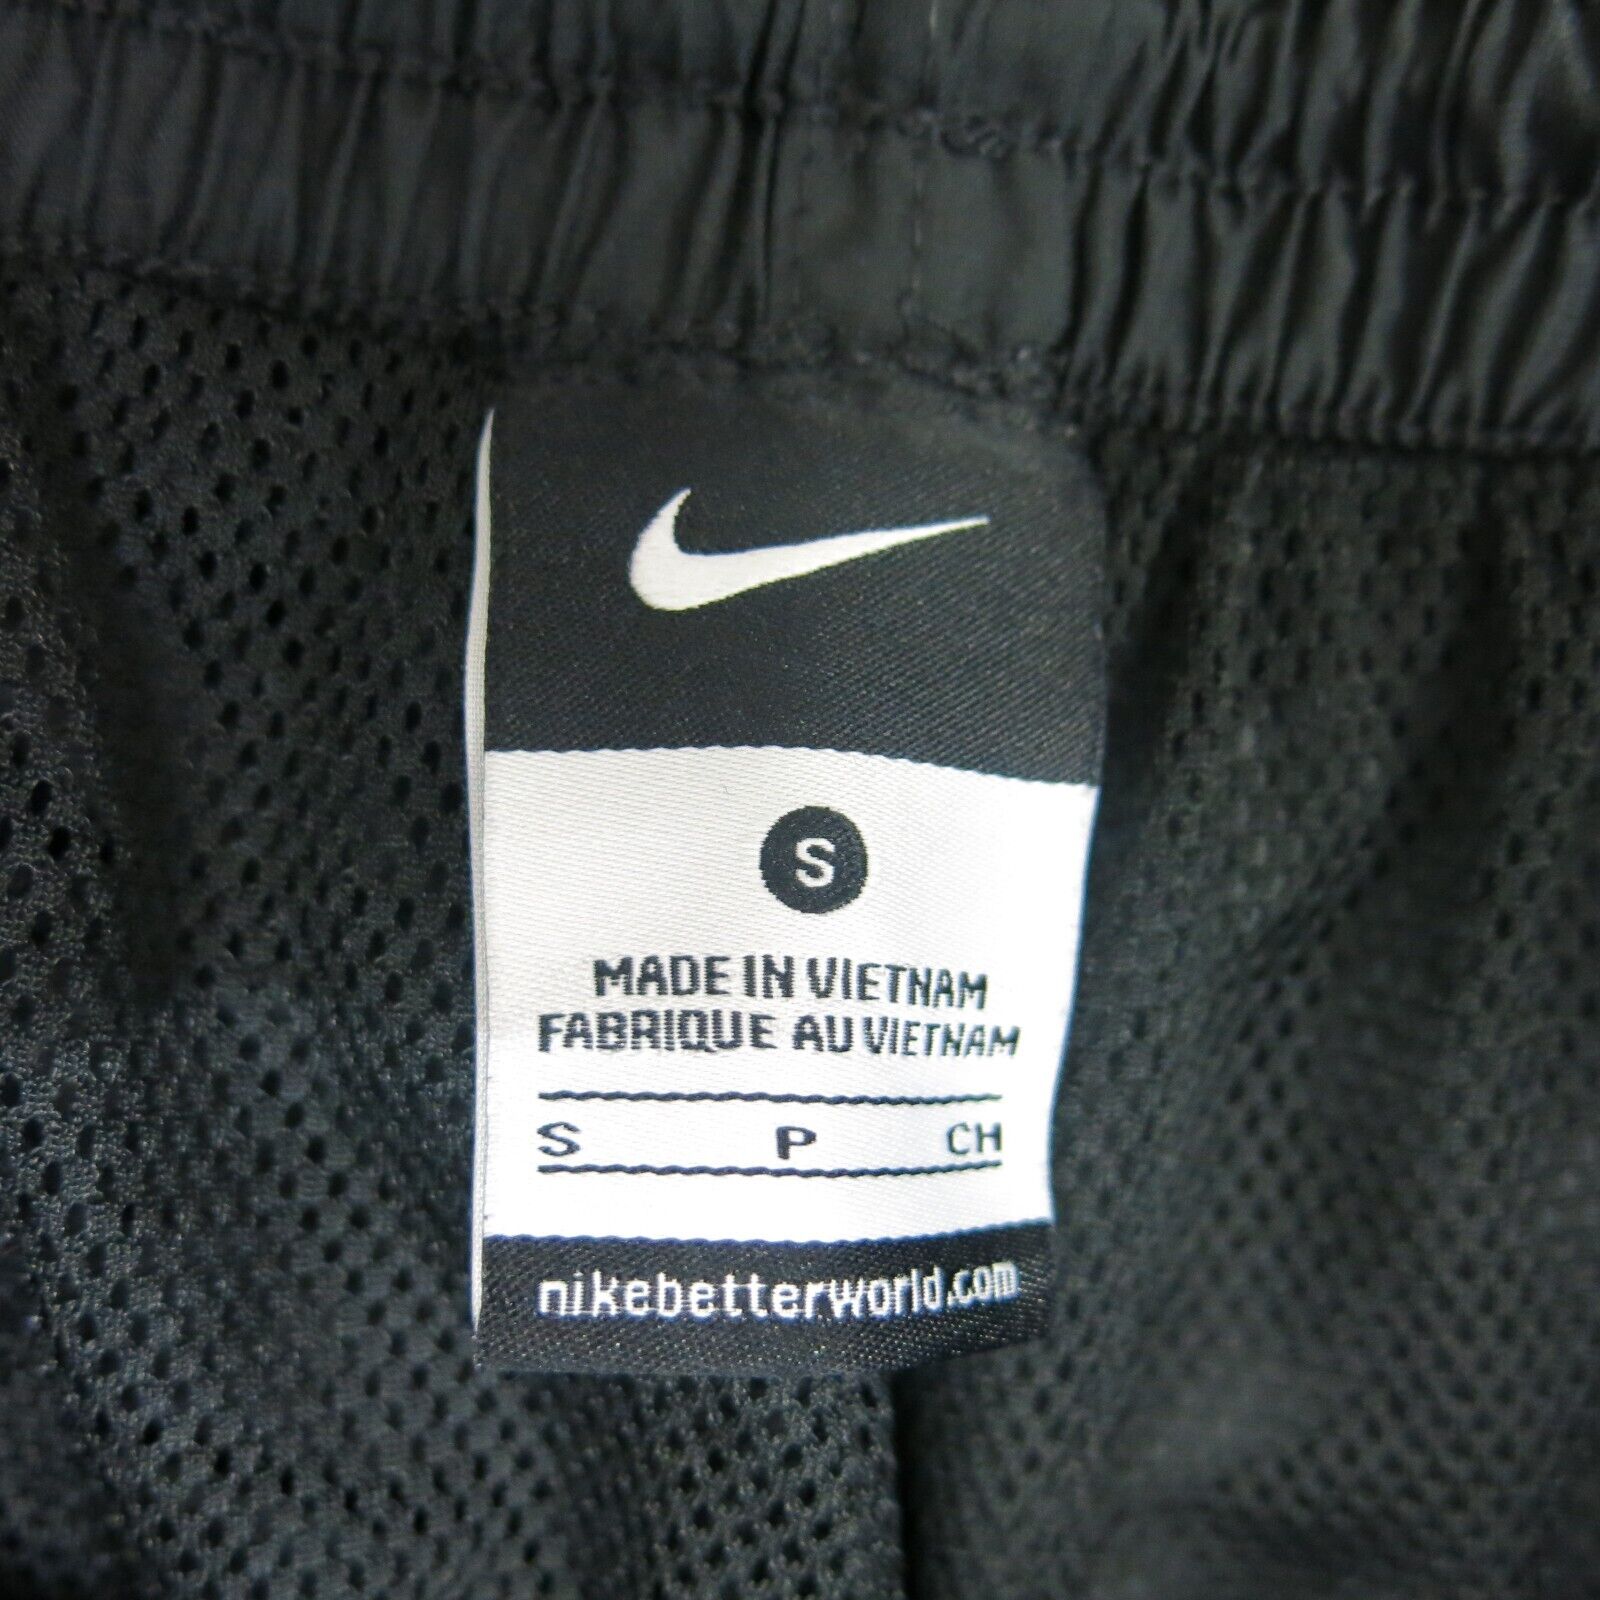 S
MADE IN VIETNAM
FABRIQUE AU VIETNAM
S P CH
nikebetterworld.com